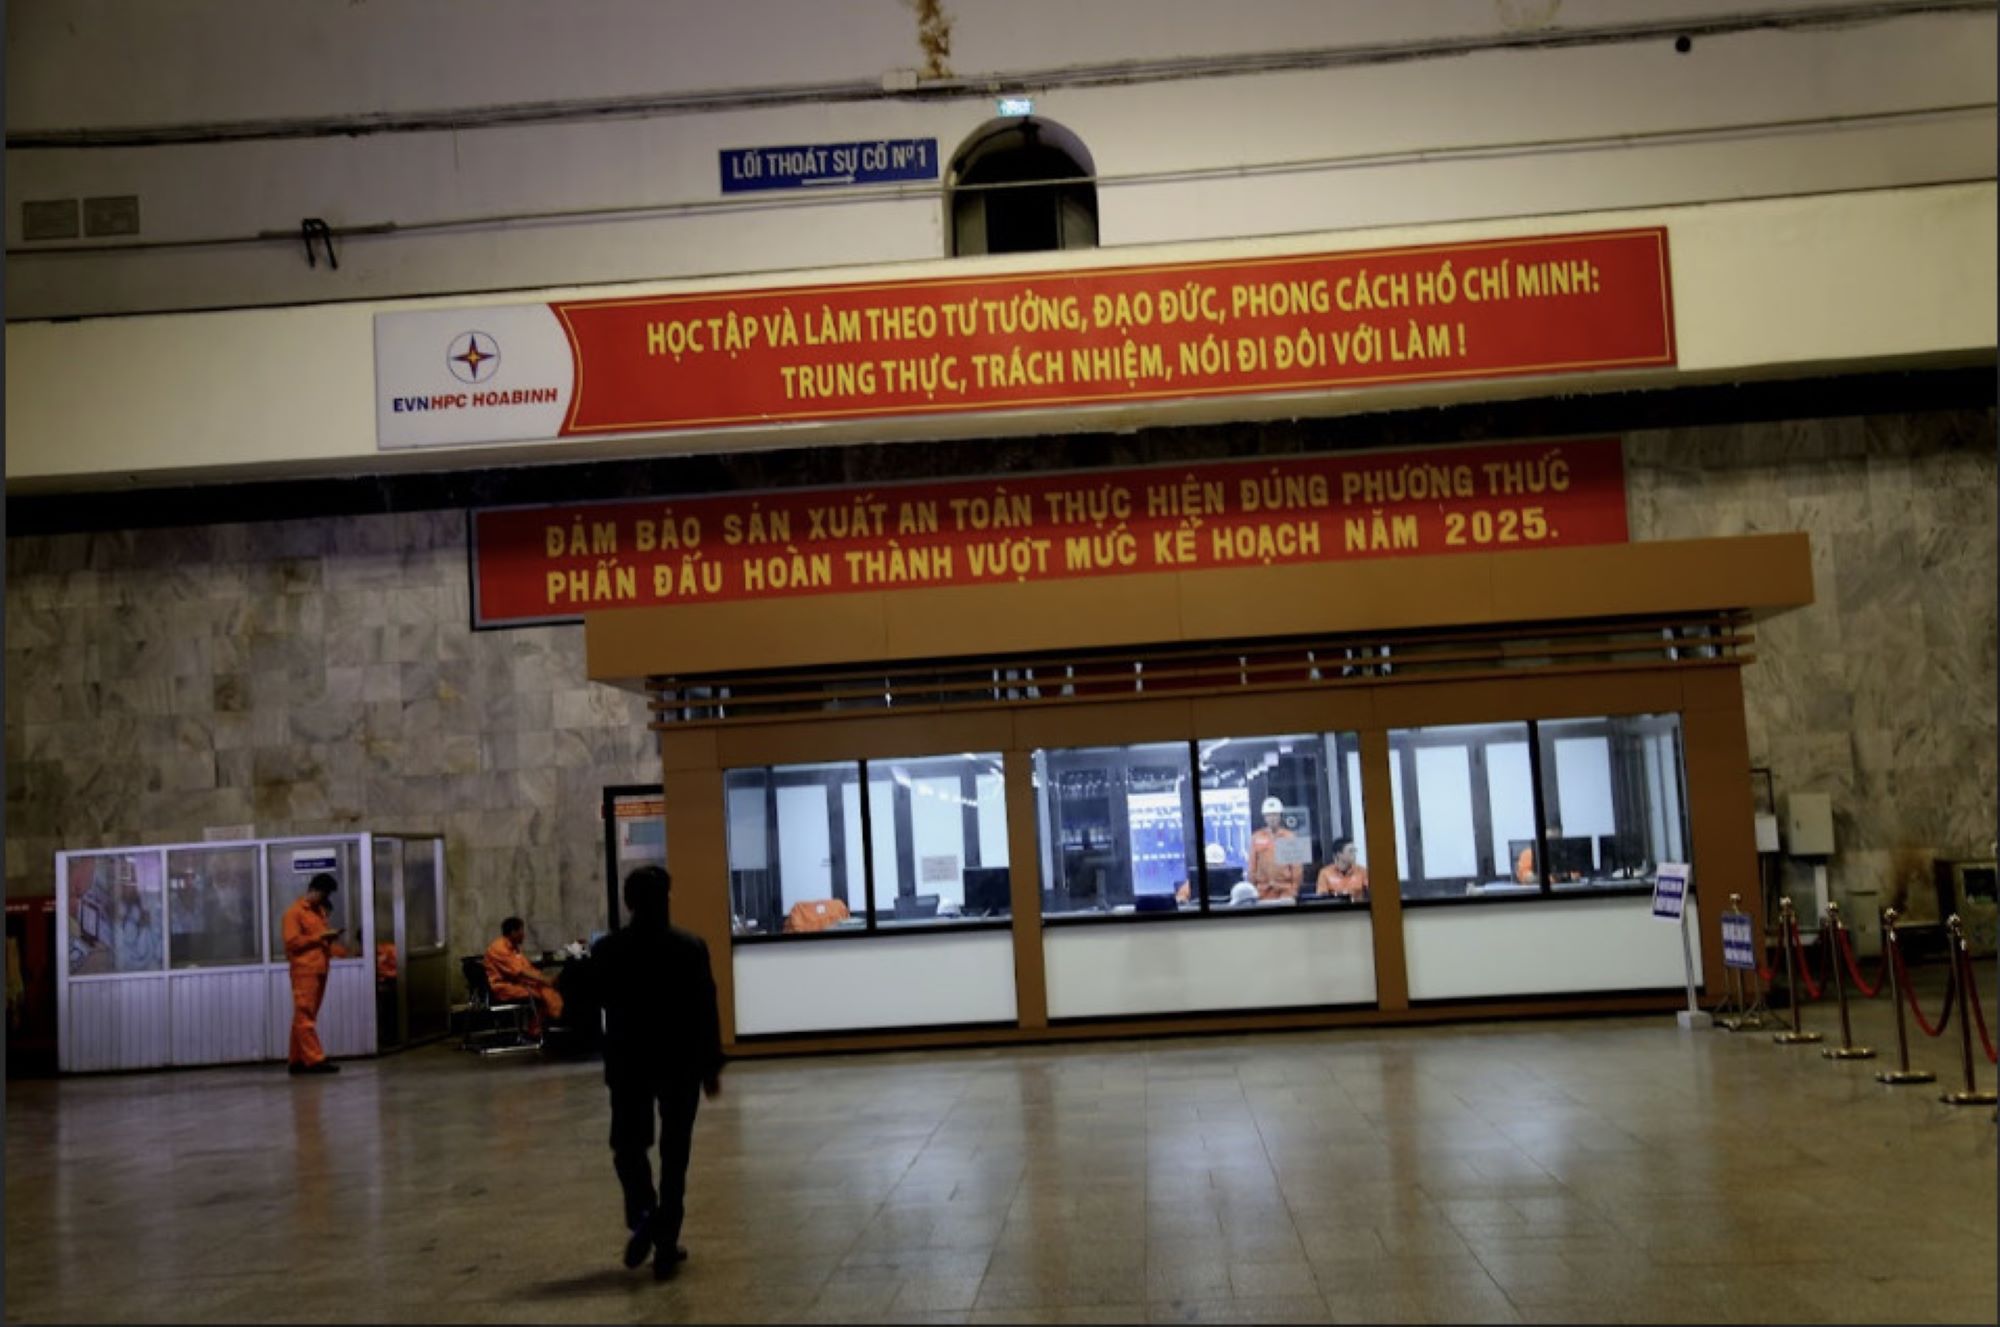 LỐI THOÁT SỰ CỐ Nº1
HỌC TẬP VÀ LÀM THEO TƯ TƯỞNG, ĐẠO ĐỨC, PHONG CÁCH HỒ CHÍ MINH:
TRUNG THỰC, TRÁCH NHIỆM, NÓI ĐI ĐÔI VỚI LÀM !
EVNHPC HOABINH
ĐẢM BẢO SẢN XUẤT AN TOÀN THỰC HIỆN ĐÚNG PHƯƠNG THỨC
PHẤN ĐẤU HOÀN THÀNH VƯỢT MỨC KẾ HOẠCH NĂM 2025.